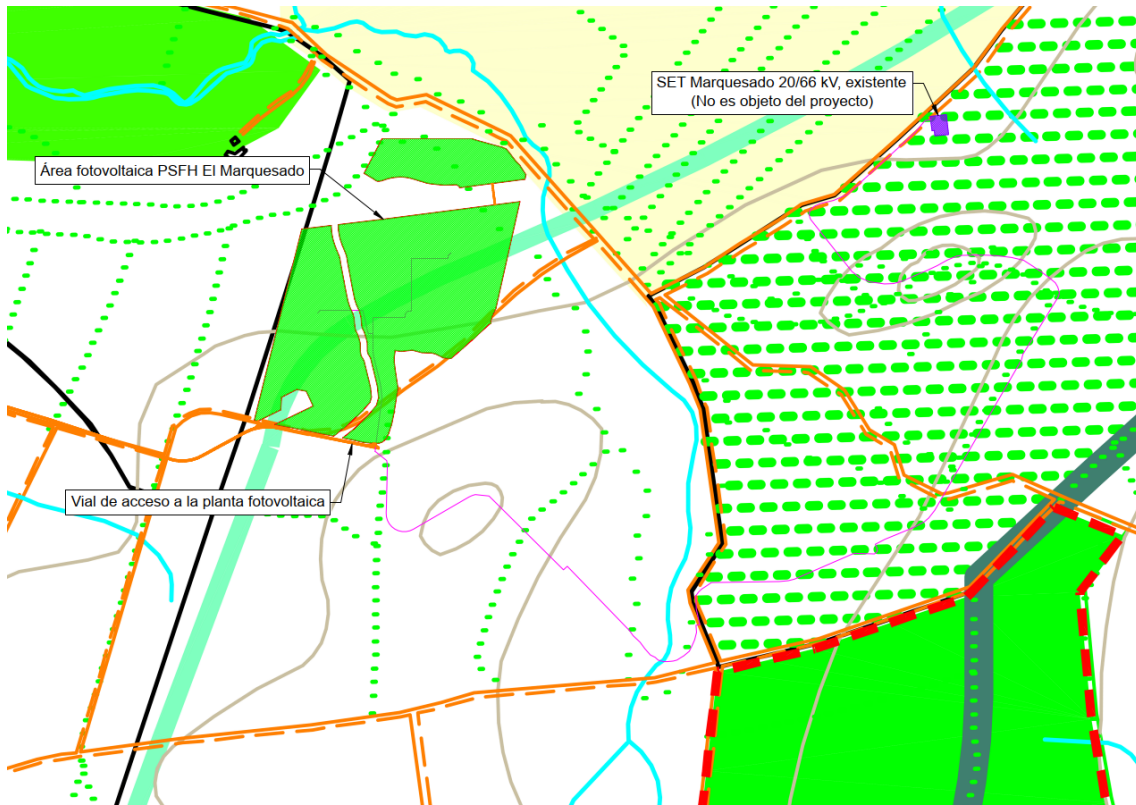 SET Marquesado 20/66 kV, existente
(No es objeto del proyecto)
Área fotovoltaica PSFH El Marquesado
Vial de acceso a la planta fotovoltaica